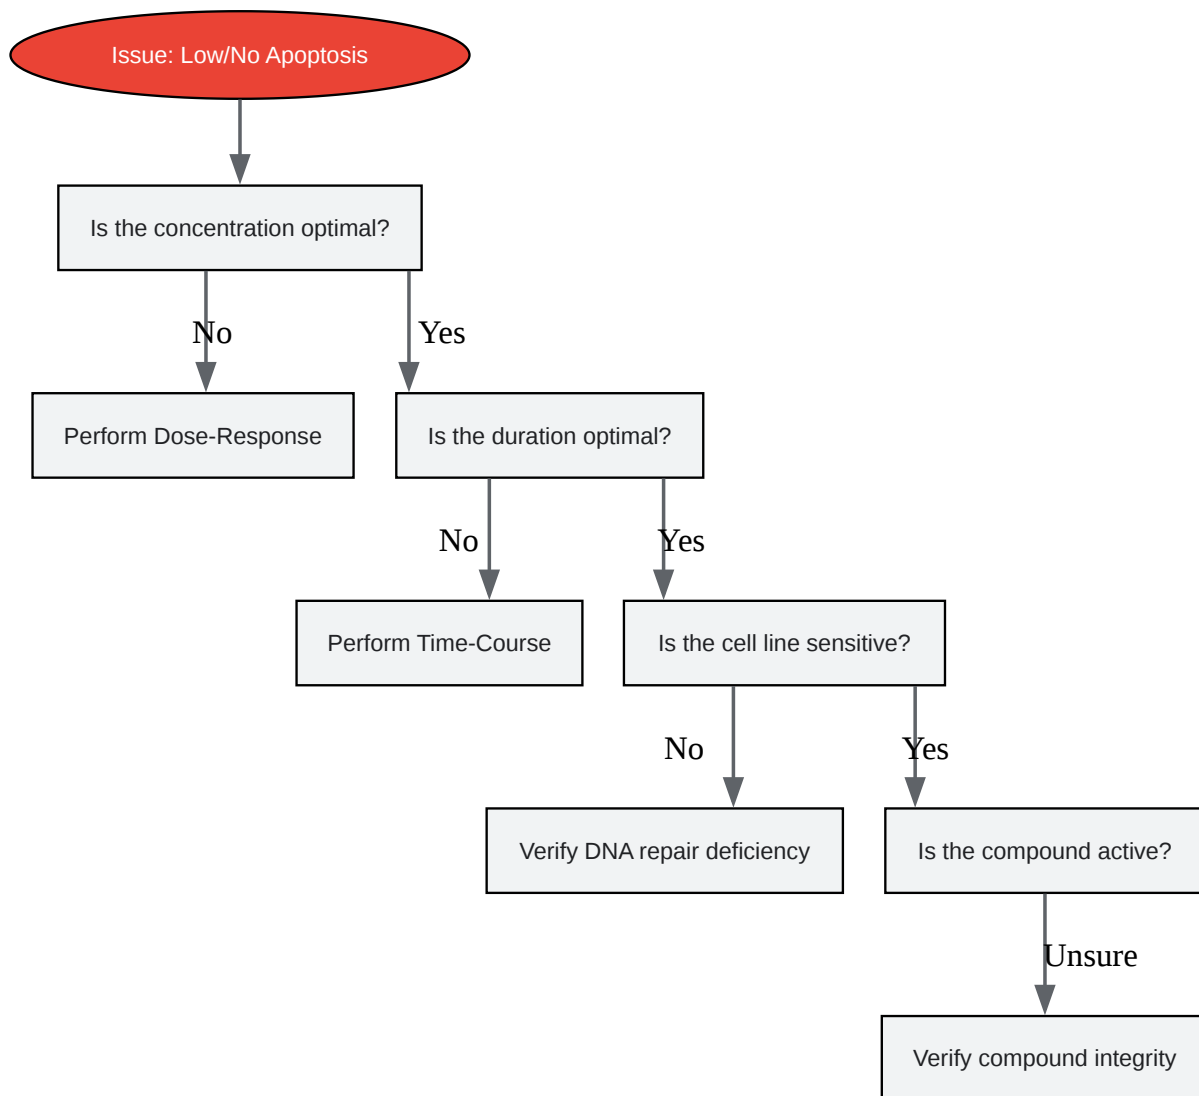 Issue: Low/No Apoptosis
Is the concentration optimal?
No
Yes
Perform Dose-Response
Is the duration optimal?
No
Yes
Perform Time-Course
Is the cell line sensitive?
No
Yes
Verify DNA repair deficiency
Is the compound active?
Unsure
Verify compound integrity